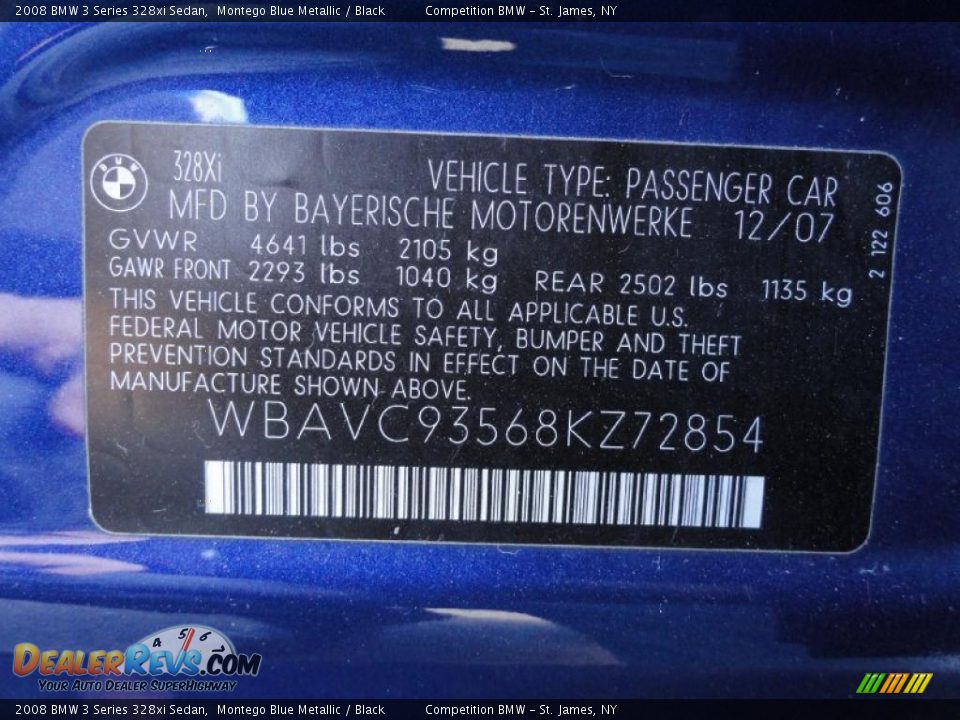 2008 BMW 3 Series 328xi Sedan, Montego Blue Metallic / Black Competition BMW - St. James, NY
BMW
328Xi VEHICLE TYPE: PASSENGER CAR
MFD BY BAYERISCHE MOTORENWERKE 12/07
GVWR 4641 lbs 2105 kg
GAWR FRONT 2293 lbs 1040 kg REAR 2502 lbs 1135 kg
THIS VEHICLE CONFORMS TO ALL APPLICABLE U.S.
FEDERAL MOTOR VEHICLE SAFETY, BUMPER AND THEFT
PREVENTION STANDARDS IN EFFECT ON THE DATE OF
MANUFACTURE SHOWN ABOVE.
WBAVC93568KZ72854
2 122 606
4 5 6
DEALERREVS.COM
YOUR AUTO DEALER SUPERHIGHWAY
2008 BMW 3 Series 328xi Sedan, Montego Blue Metallic / Black Competition BMW - St. James, NY